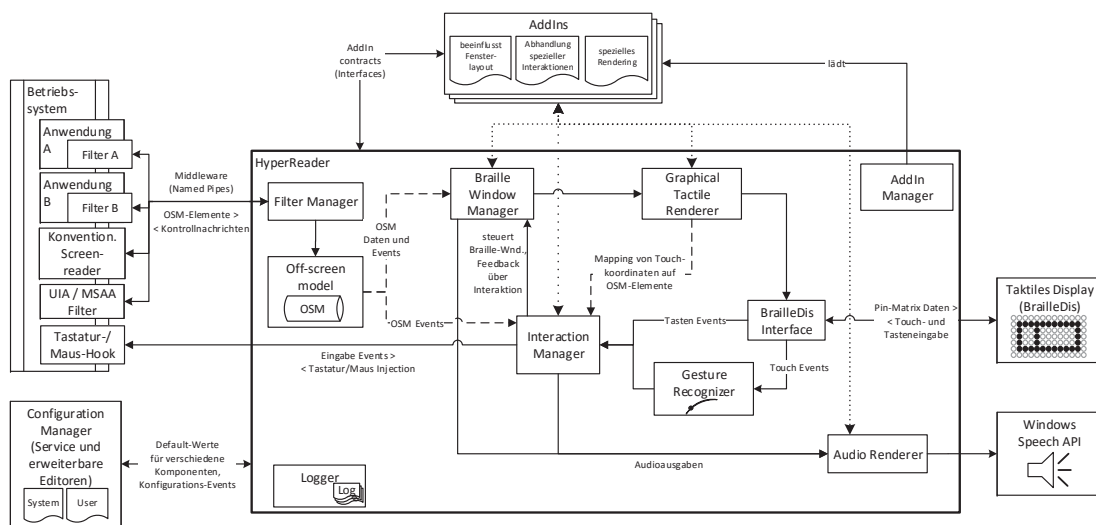 AddIns
beeinflusst
Fenster-
layout
Abhandlung
spezieller
Interaktionen
spezielles
Rendering
AddIn
contracts
(Interfaces)
lädt
Betriebs-
system
Anwendung
A
Filter A
Anwendung
B
Filter B
Konvention.
Screen-
reader
UIA / MSAA
Filter
Tastatur-/
Maus-Hook
Middleware
(Named Pipes)
OSM-Elemente >
< Kontrollnachrichten
HyperReader
Filter Manager
Off-screen
model
OSM
OSM
Daten und
Events
OSM Events
Braille
Window
Manager
steuert
Braille-Wnd.,
Feedback
über
Interaktion
Graphical
Tactile
Renderer
Mapping von Touch-
koordinaten auf
OSM-Elemente
AddIn
Manager
Interaction
Manager
Tasten Events
BrailleDis
Interface
Touch Events
Gesture
Recognizer
Pin-Matrix Daten >
< Touch- und
Tasteneingabe
Taktiles Display
(BrailleDis)
Eingabe Events >
< Tastatur/Maus Injection
Configuration
Manager
(Service und
erweiterbare
Editoren)
System
User
Default-Werte
für verschiedene
Komponenten,
Konfigurations-Events
Logger
Log
Audioausgaben
Audio Renderer
Windows
Speech API